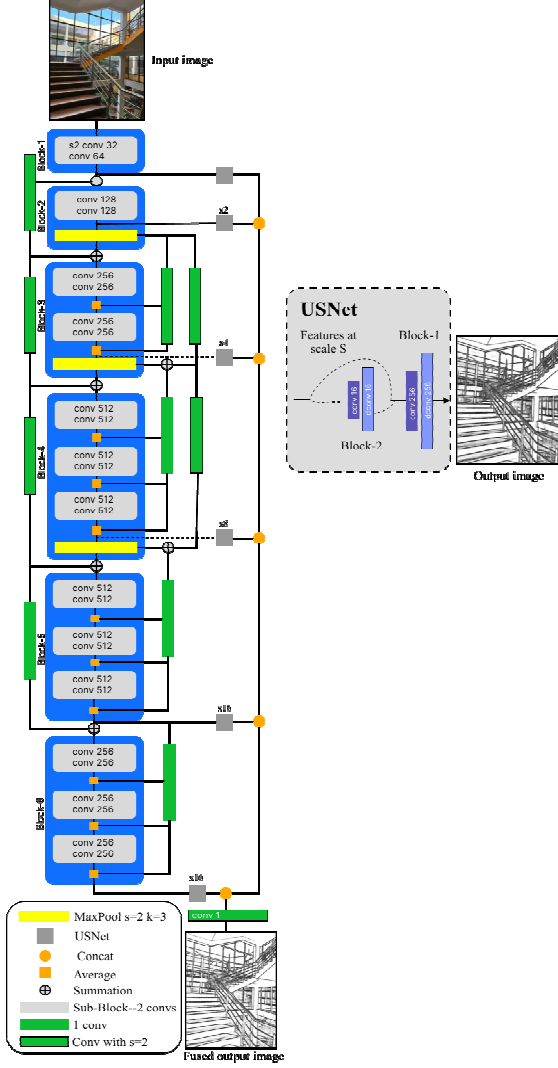 Input image
Block-1
s2 conv 32
conv 64
Block-2
conv 128
conv 128
x2
Block-3
conv 256
conv 256
conv 256
conv 256
x4
Block-4
conv 512
conv 512
conv 512
conv 512
conv 512
conv 512
x8
Block-5
conv 512
conv 512
conv 512
conv 512
conv 512
conv 512
x16
Block-6
conv 256
conv 256
conv 256
conv 256
conv 256
conv 256
x16
conv 1
Fused output image
USNet
Features at
scale S
Block-1
conv 16
dconv 16
conv 256
dconv 256
Block-2
Output image
MaxPool s=2 k=3
USNet
Concat
Average
Summation
Sub-Block--2 convs
1 conv
Conv with s=2